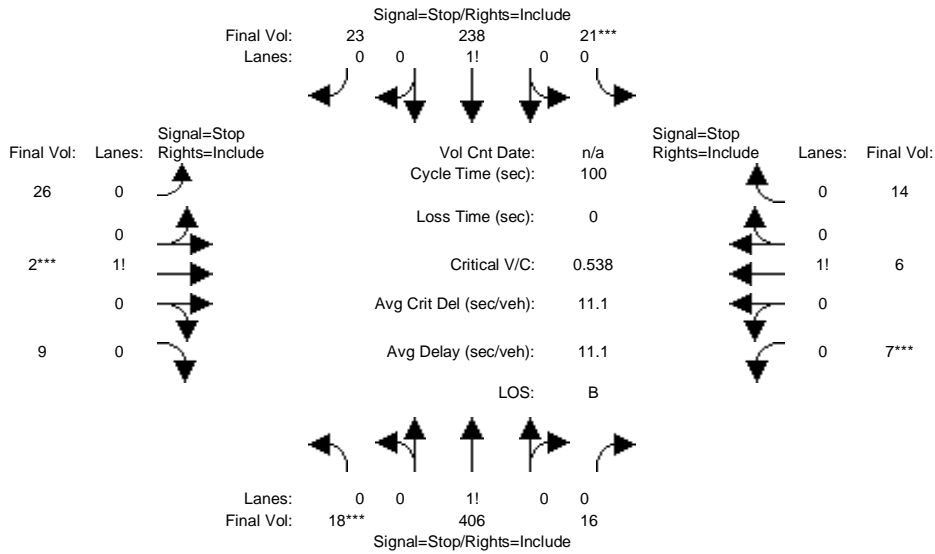 Signal=Stop/Rights=Include
Final Vol: 23 238 21***
Lanes: 0 0 1! 0 0
Signal=Stop Signal=Stop
Final Vol: Lanes: Rights=Include Vol Cnt Date: n/a Rights=Include Lanes: Final Vol:
Cycle Time (sec): 100
26 0 0 14
Loss Time (sec): 0
0 0
2*** 1! Critical V/C: 0.538 1! 6
0 Avg Crit Del (sec/veh): 11.1 0
9 0 Avg Delay (sec/veh): 11.1 0 7***
LOS: B
Lanes: 0 0 1! 0 0
Final Vol: 18*** 406 16
Signal=Stop/Rights=Include